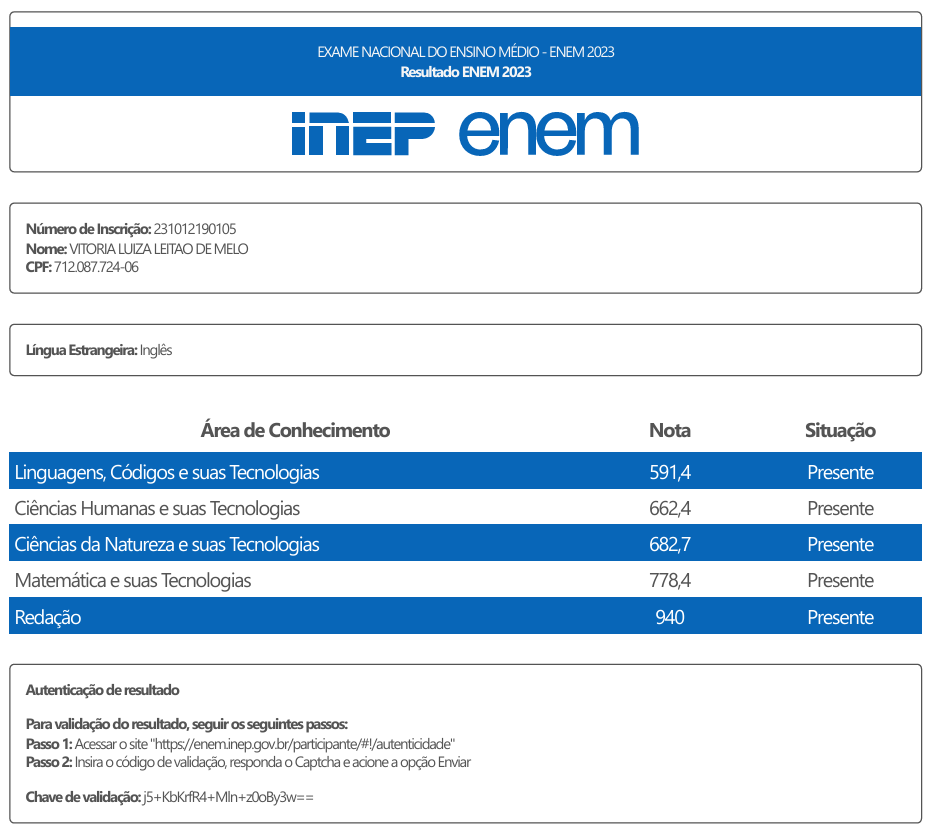 EXAME NACIONAL DO ENSINO MÉDIO - ENEM 2023
Resultado ENEM 2023
inep enem
Número de Inscrição: 231012190105
Nome: VITORIA LUIZA LEITAO DE MELO
CPF: 712.087.724-06
Língua Estrangeira: Inglês
Área de Conhecimento Nota Situação
Linguagens, Códigos e suas Tecnologias 591,4 Presente
Ciências Humanas e suas Tecnologias 662,4 Presente
Ciências da Natureza e suas Tecnologias 682,7 Presente
Matemática e suas Tecnologias 778,4 Presente
Redação 940 Presente
Autenticação de resultado
Para validação do resultado, seguir os seguintes passos:
Passo 1: Acessar o site "https://enem.inep.gov.br/participante/#!/autenticidade"
Passo 2: Insira o código de validação, responda o Captcha e acione a opção Enviar
Chave de validação: j5+KbKrfR4+Mln+z0oBy3w==